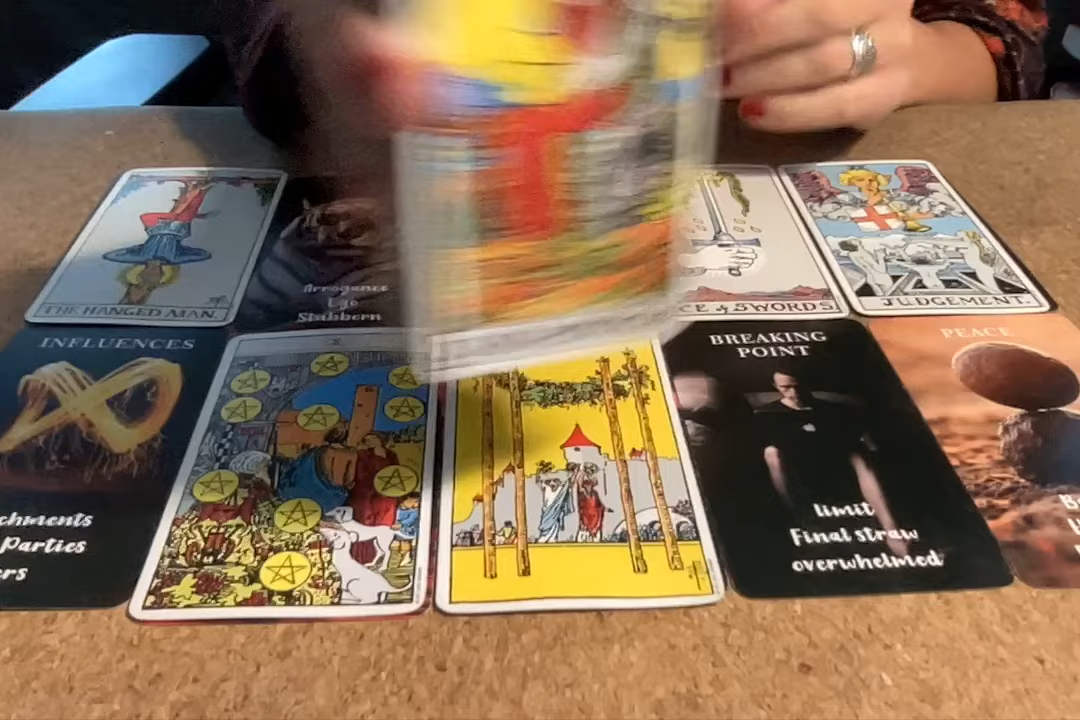 THE HANGED MAN.
Arrogance
Ego
Stubborn
CE of SWORDS.
JUDGEMENT.
INFLUENCES
chments
Parties
ers
X
BREAKING
POINT
limit
Final straw
overwhelmed
PEACE